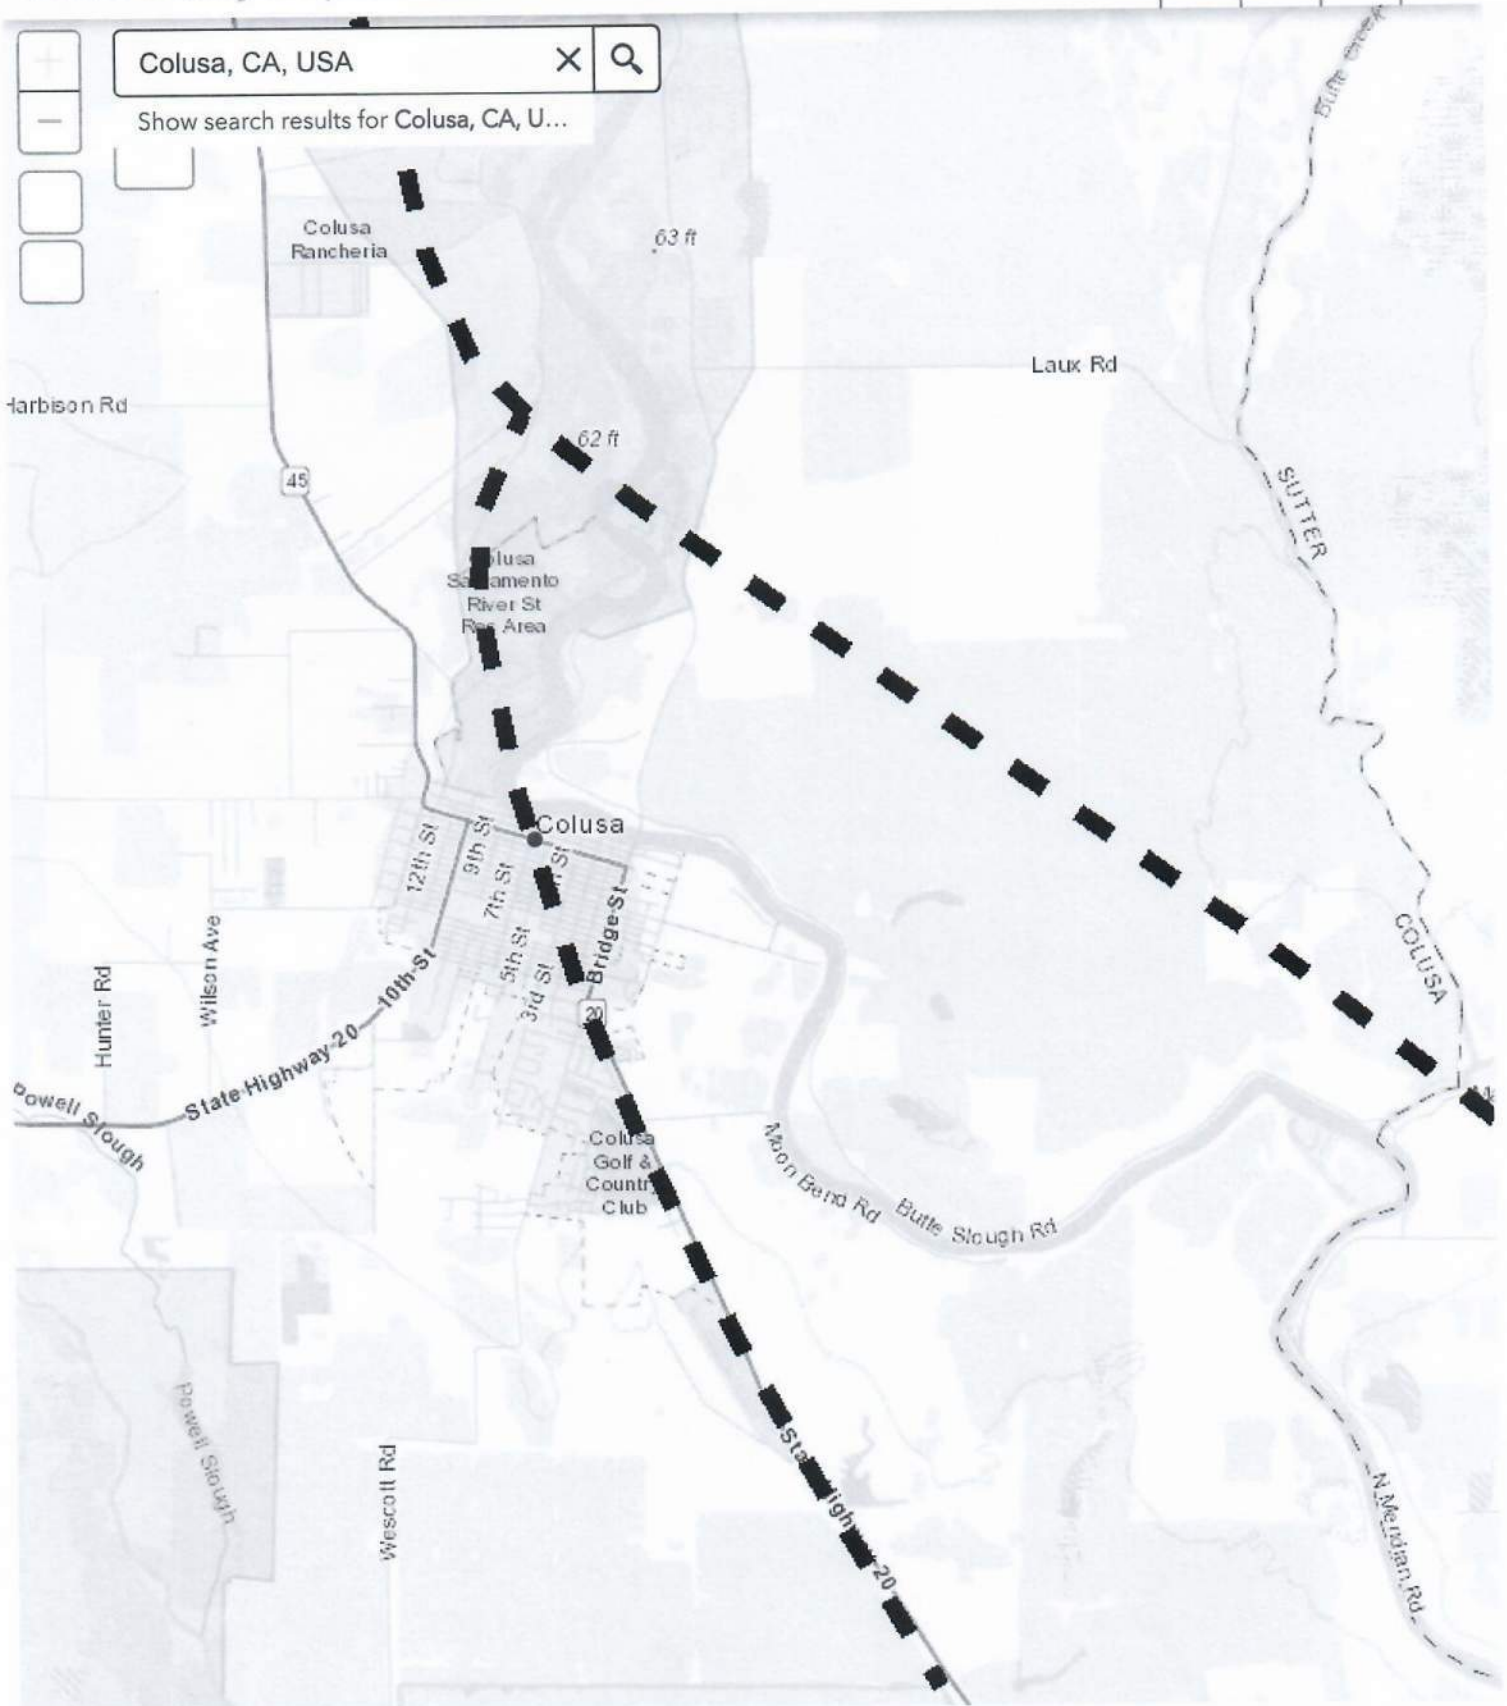 Colusa, CA, USA
Show search results for Colusa, CA, U...
Butte Creek
Colusa
Rancheria
63 ft
Laux Rd
Harbison Rd
62 ft
45
SUTTER
River St
Colusa
12th St
9th St
7th St
5th St
3rd St
Bridge St
20
COLUSA
Wilson Ave
Hunter Rd
10th St
State Highway 20
Powell Slough
Colusa
Golf &
Country
Club
Moon Bend Rd
Butte Slough Rd
Powell Slough
Wescott Rd
N Meridian Rd